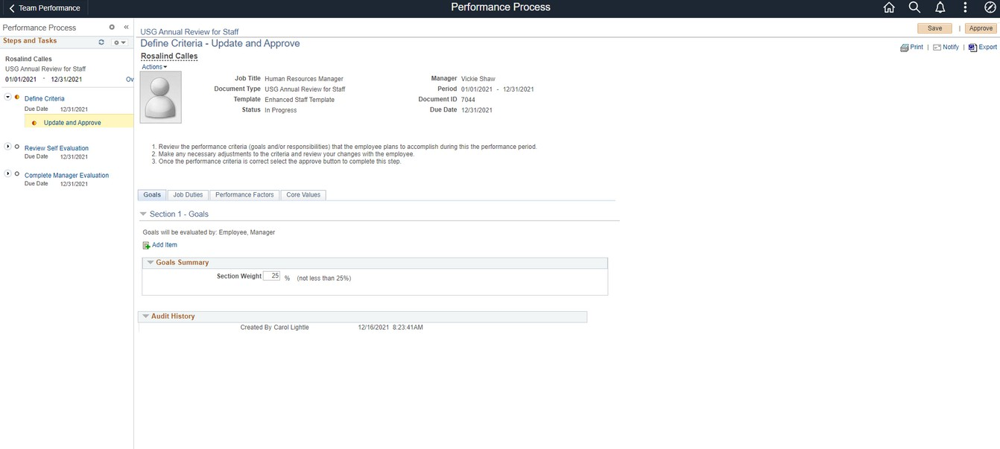 Team Performance
Performance Process
Performance Process
«
Steps and Tasks
Rosalind Calles
USG Annual Review for Staff
01/01/2021 - 12/31/2021 Ov
Define Criteria
Due Date 12/31/2021
Update and Approve
Review Self Evaluation
Due Date 12/31/2021
Complete Manager Evaluation
Due Date 12/31/2021
USG Annual Review for Staff
Save | Approve
Define Criteria - Update and Approve
Print | Notify | Export
Rosalind Calles
Actions
Job Title Human Resources Manager Manager Vickie Shaw
Document Type USG Annual Review for Staff Period 01/01/2021 - 12/31/2021
Template Enhanced Staff Template Document ID 7044
Status In Progress Due Date 12/31/2021
1. Review the performance criteria (goals and/or responsibilities) that the employee plans to accomplish during this the performance period.
2. Make any necessary adjustments to the criteria and review your changes with the employee.
3. Once the performance criteria is correct select the approve button to complete this step.
Goals Job Duties Performance Factors Core Values
Section 1 - Goals
Goals will be evaluated by: Employee, Manager
Add Item
Goals Summary
Section Weight 25 % (not less than 25%)
Audit History
Created By Carol Lightle 12/16/2021 8:23:41AM